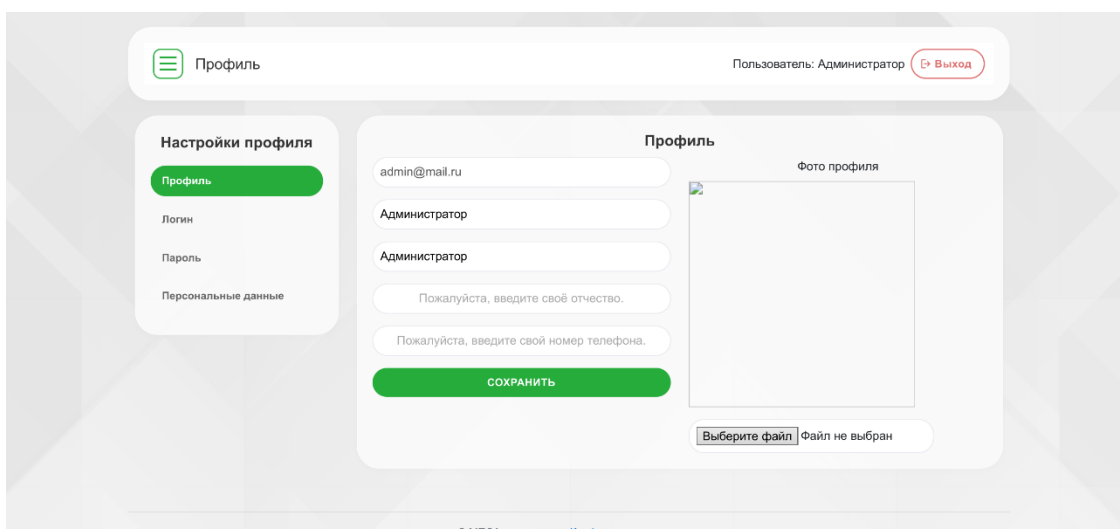 Профиль
Пользователь: Администратор
Выход
Настройки профиля
Профиль
Логин
Пароль
Персональные данные
Профиль
admin@mail.ru
Администратор
Администратор
Пожалуйста, введите своё отчество.
Пожалуйста, введите свой номер телефона.
СОХРАНИТЬ
Фото профиля
Выберите файл Файл не выбран